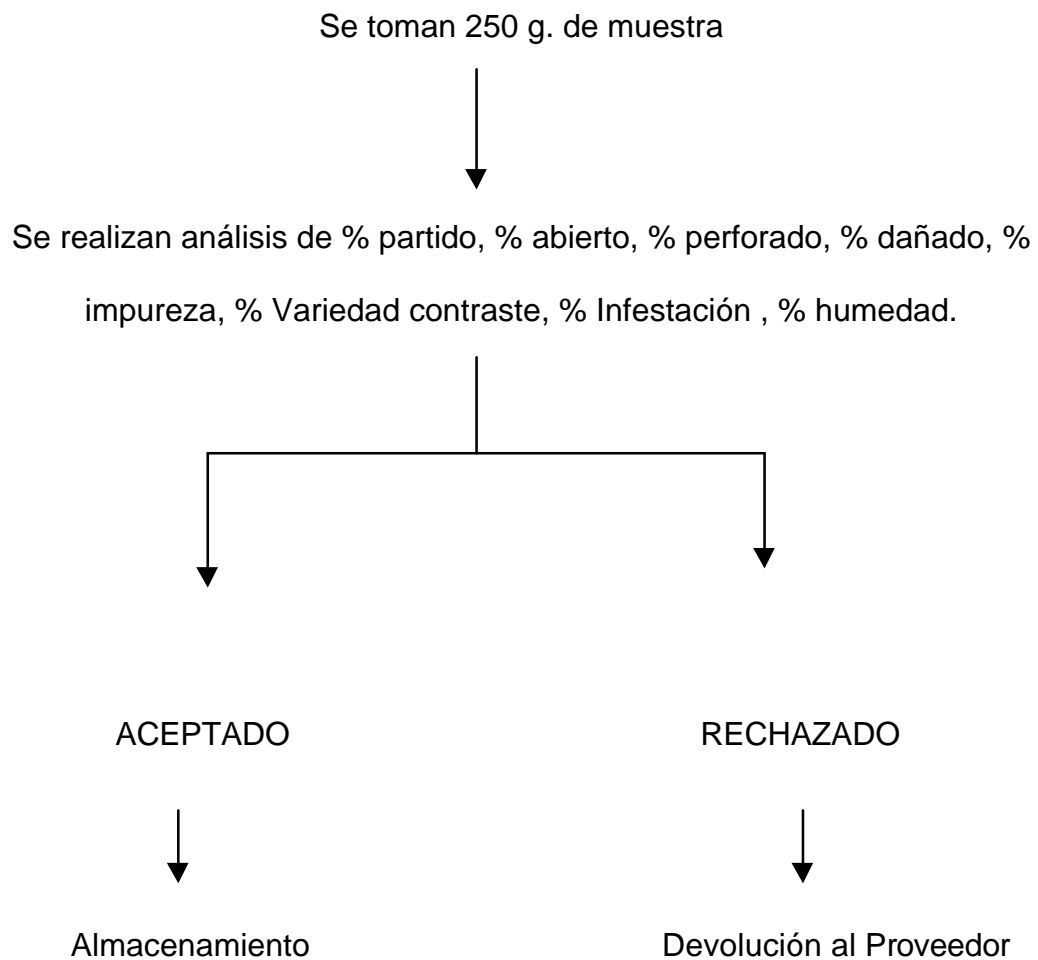 Se toman 250 g. de muestra
Se realizan análisis de % partido, % abierto, % perforado, % dañado, %
impureza, % Variedad contraste, % Infestación , % humedad.
ACEPTADO
RECHAZADO
Almacenamiento
Devolución al Proveedor